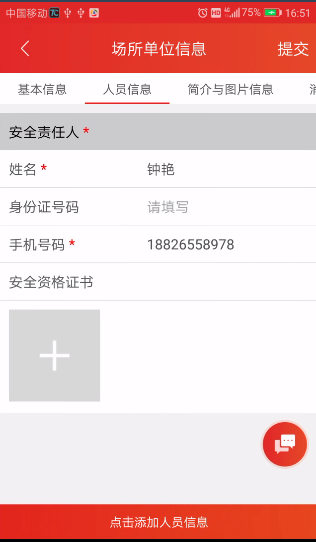 中国移动 75% 16:51
场所单位信息 提交
基本信息 人员信息 简介与图片信息
安全责任人 *
姓名 * 钟艳
身份证号码 请填写
手机号码 * 18826558978
安全资格证书
点击添加人员信息